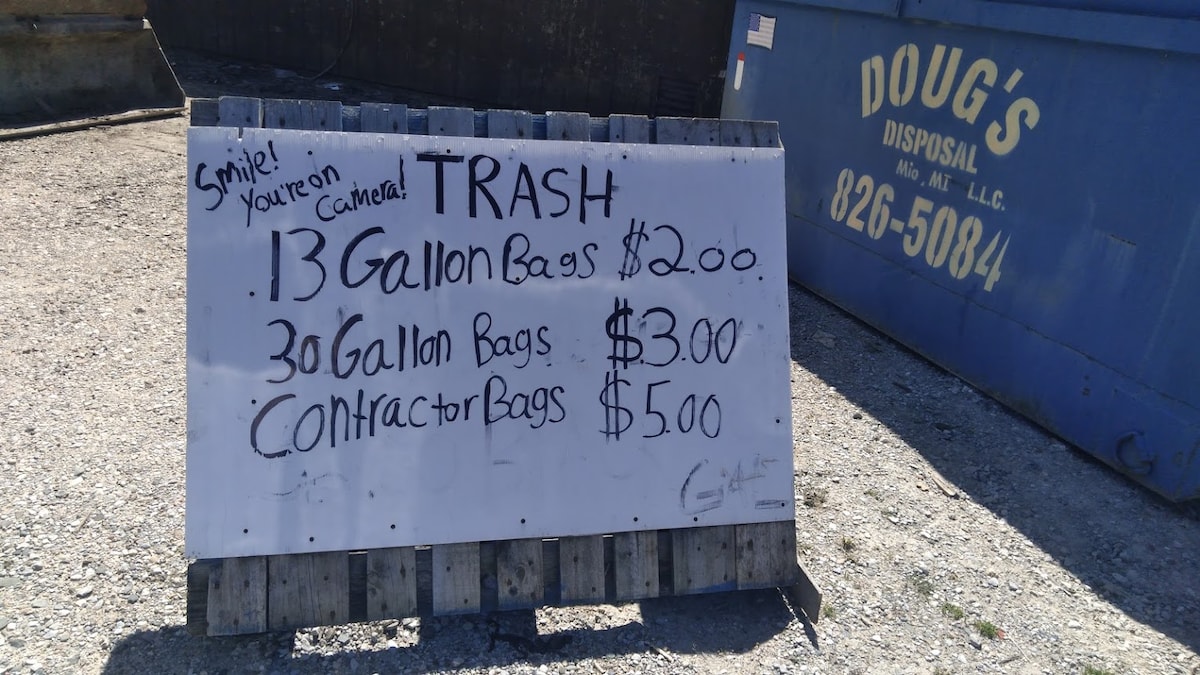 Smile!
You're on
Camera!
TRASH
13 Gallon Bags $2.00
30 Gallon Bags $3.00
Contractor Bags $5.00
DOUG'S
DISPOSAL
Mio, MI L.L.C.
826-5084